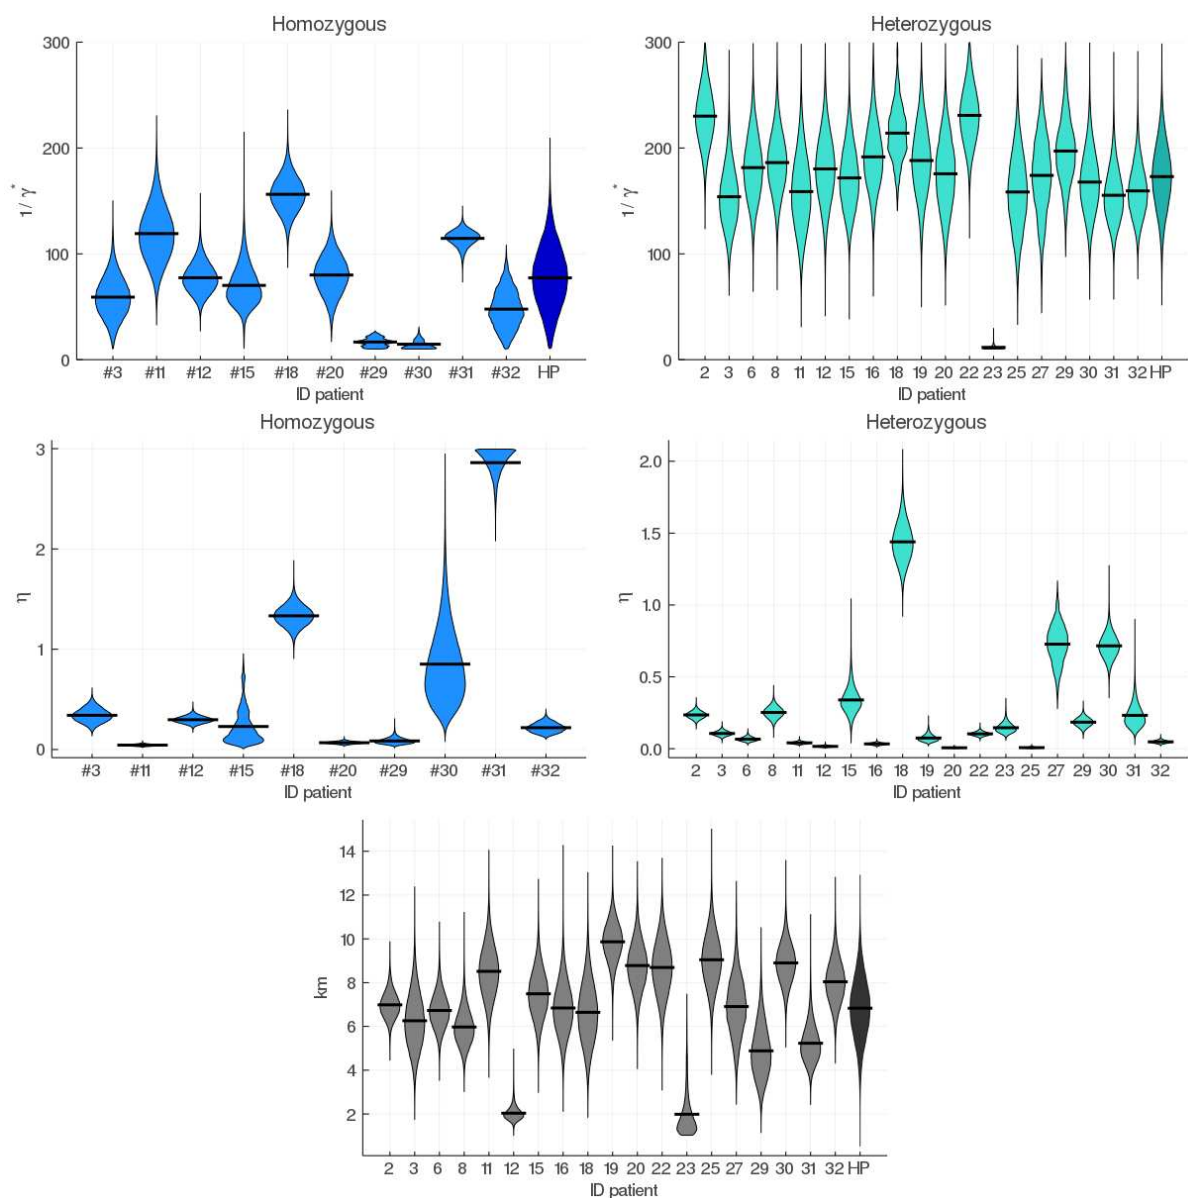 Homozygous
300
200
100
0
1/γ*
#3 #11 #12 #15 #18 #20 #29 #30 #31 #32 HP
ID patient
Heterozygous
300
200
100
0
1/γ*
2 3 6 8 11 12 15 16 18 19 20 22 23 25 27 29 30 31 32 HP
ID patient
Homozygous
3
2
1
0
η
#3 #11 #12 #15 #18 #20 #29 #30 #31 #32
ID patient
Heterozygous
2.0
1.5
1.0
0.5
0.0
η
2 3 6 8 11 12 15 16 18 19 20 22 23 25 27 29 30 31 32
ID patient
14
12
10
8
6
4
2
km
2 3 6 8 11 12 15 16 18 19 20 22 23 25 27 29 30 31 32 HP
ID patient